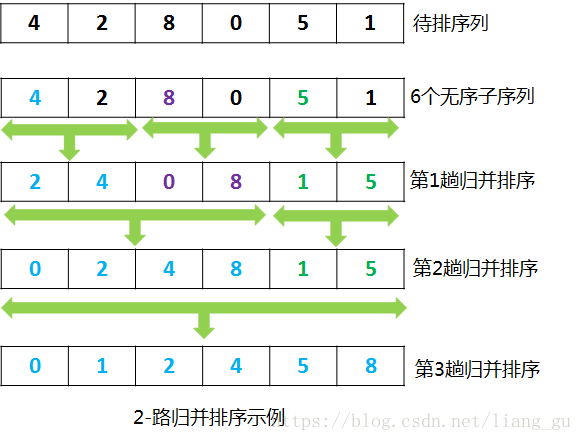 4 2 8 0 5 1 待排序列
4 2 8 0 5 1 6个无序子序列
2 4 0 8 1 5 第1趟归并排序
0 2 4 8 1 5 第2趟归并排序
0 1 2 4 5 8 第3趟归并排序
2-路归并排序示例
https://blog.csdn.net/liang_gu